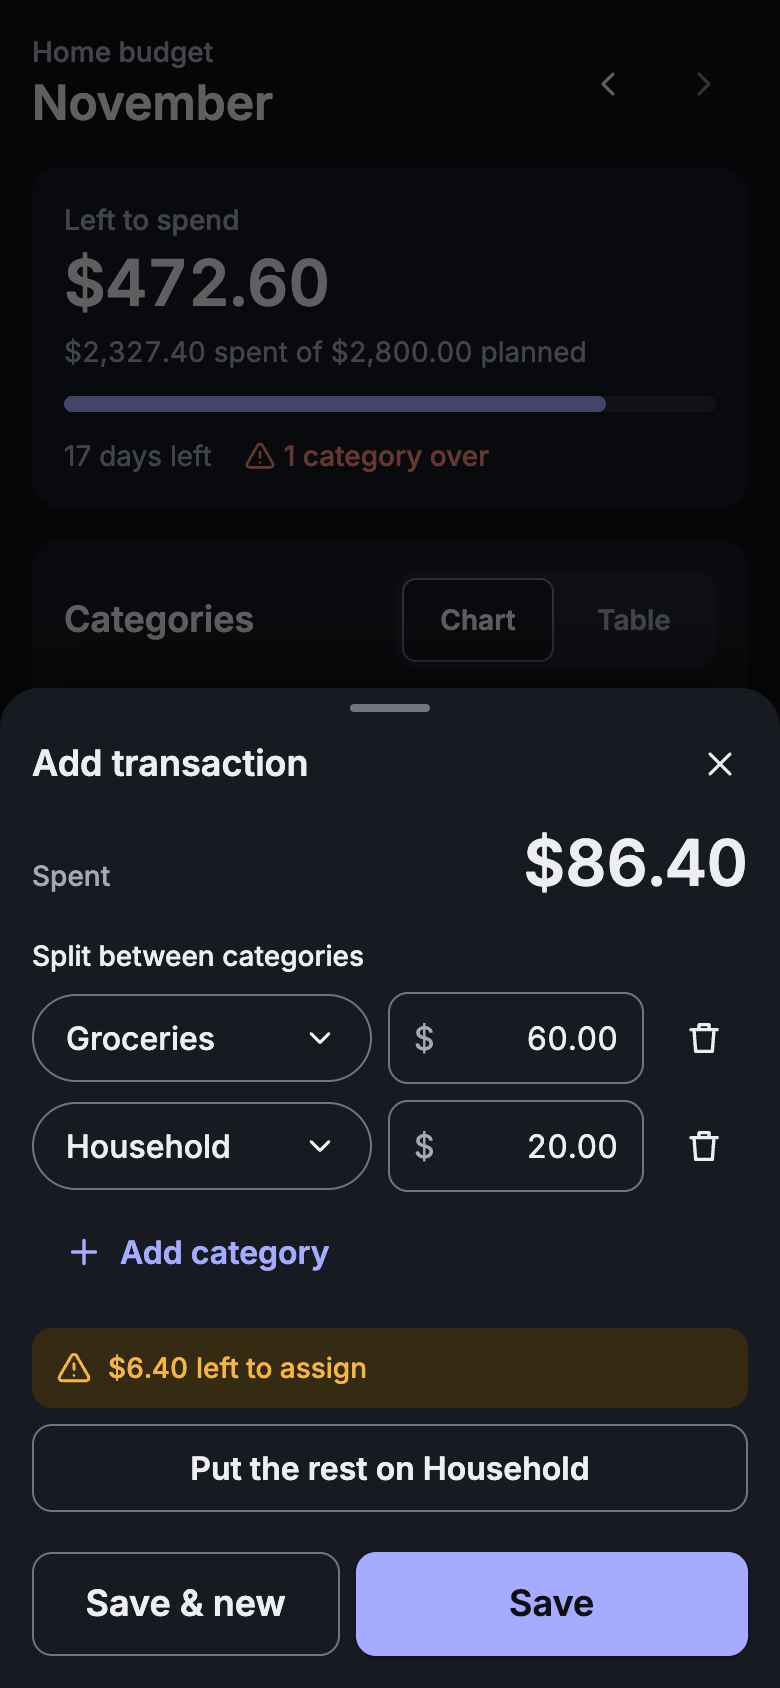 Home budget
November
Left to spend
$472.60
$2,327.40 spent of $2,800.00 planned
17 days left 1 category over
Categories Chart Table
Add transaction
Spent $86.40
Split between categories
Groceries $ 60.00
Household $ 20.00
+ Add category
$6.40 left to assign
Put the rest on Household
Save & new Save